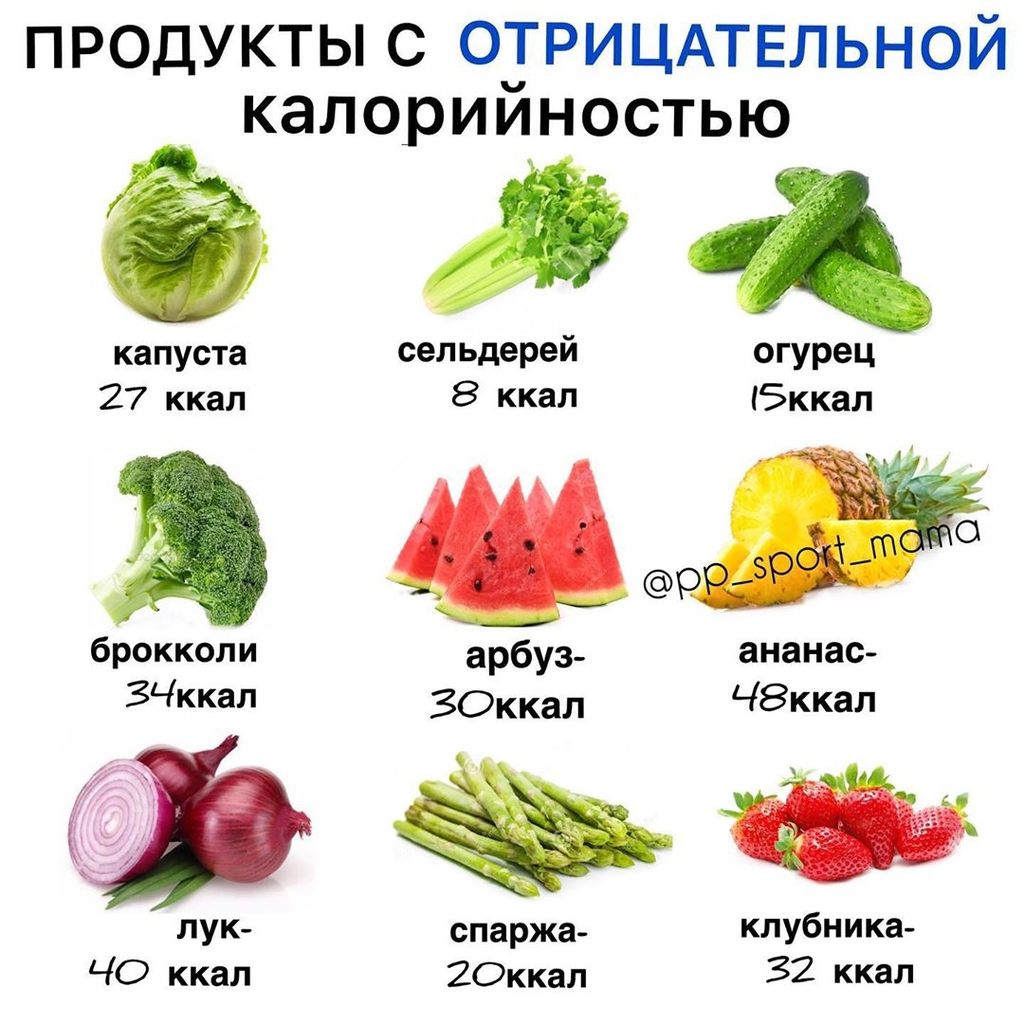 ПРОДУКТЫ С ОТРИЦАТЕЛЬНОЙ
калорийностью
капуста
27 ккал
сельдерей
8 ккал
огурец
15ккал
брокколи
34ккал
арбуз-
30ккал
@pp_sport_mama
ананас-
48ккал
лук-
40 ккал
спаржа-
20ккал
клубника-
32 ккал